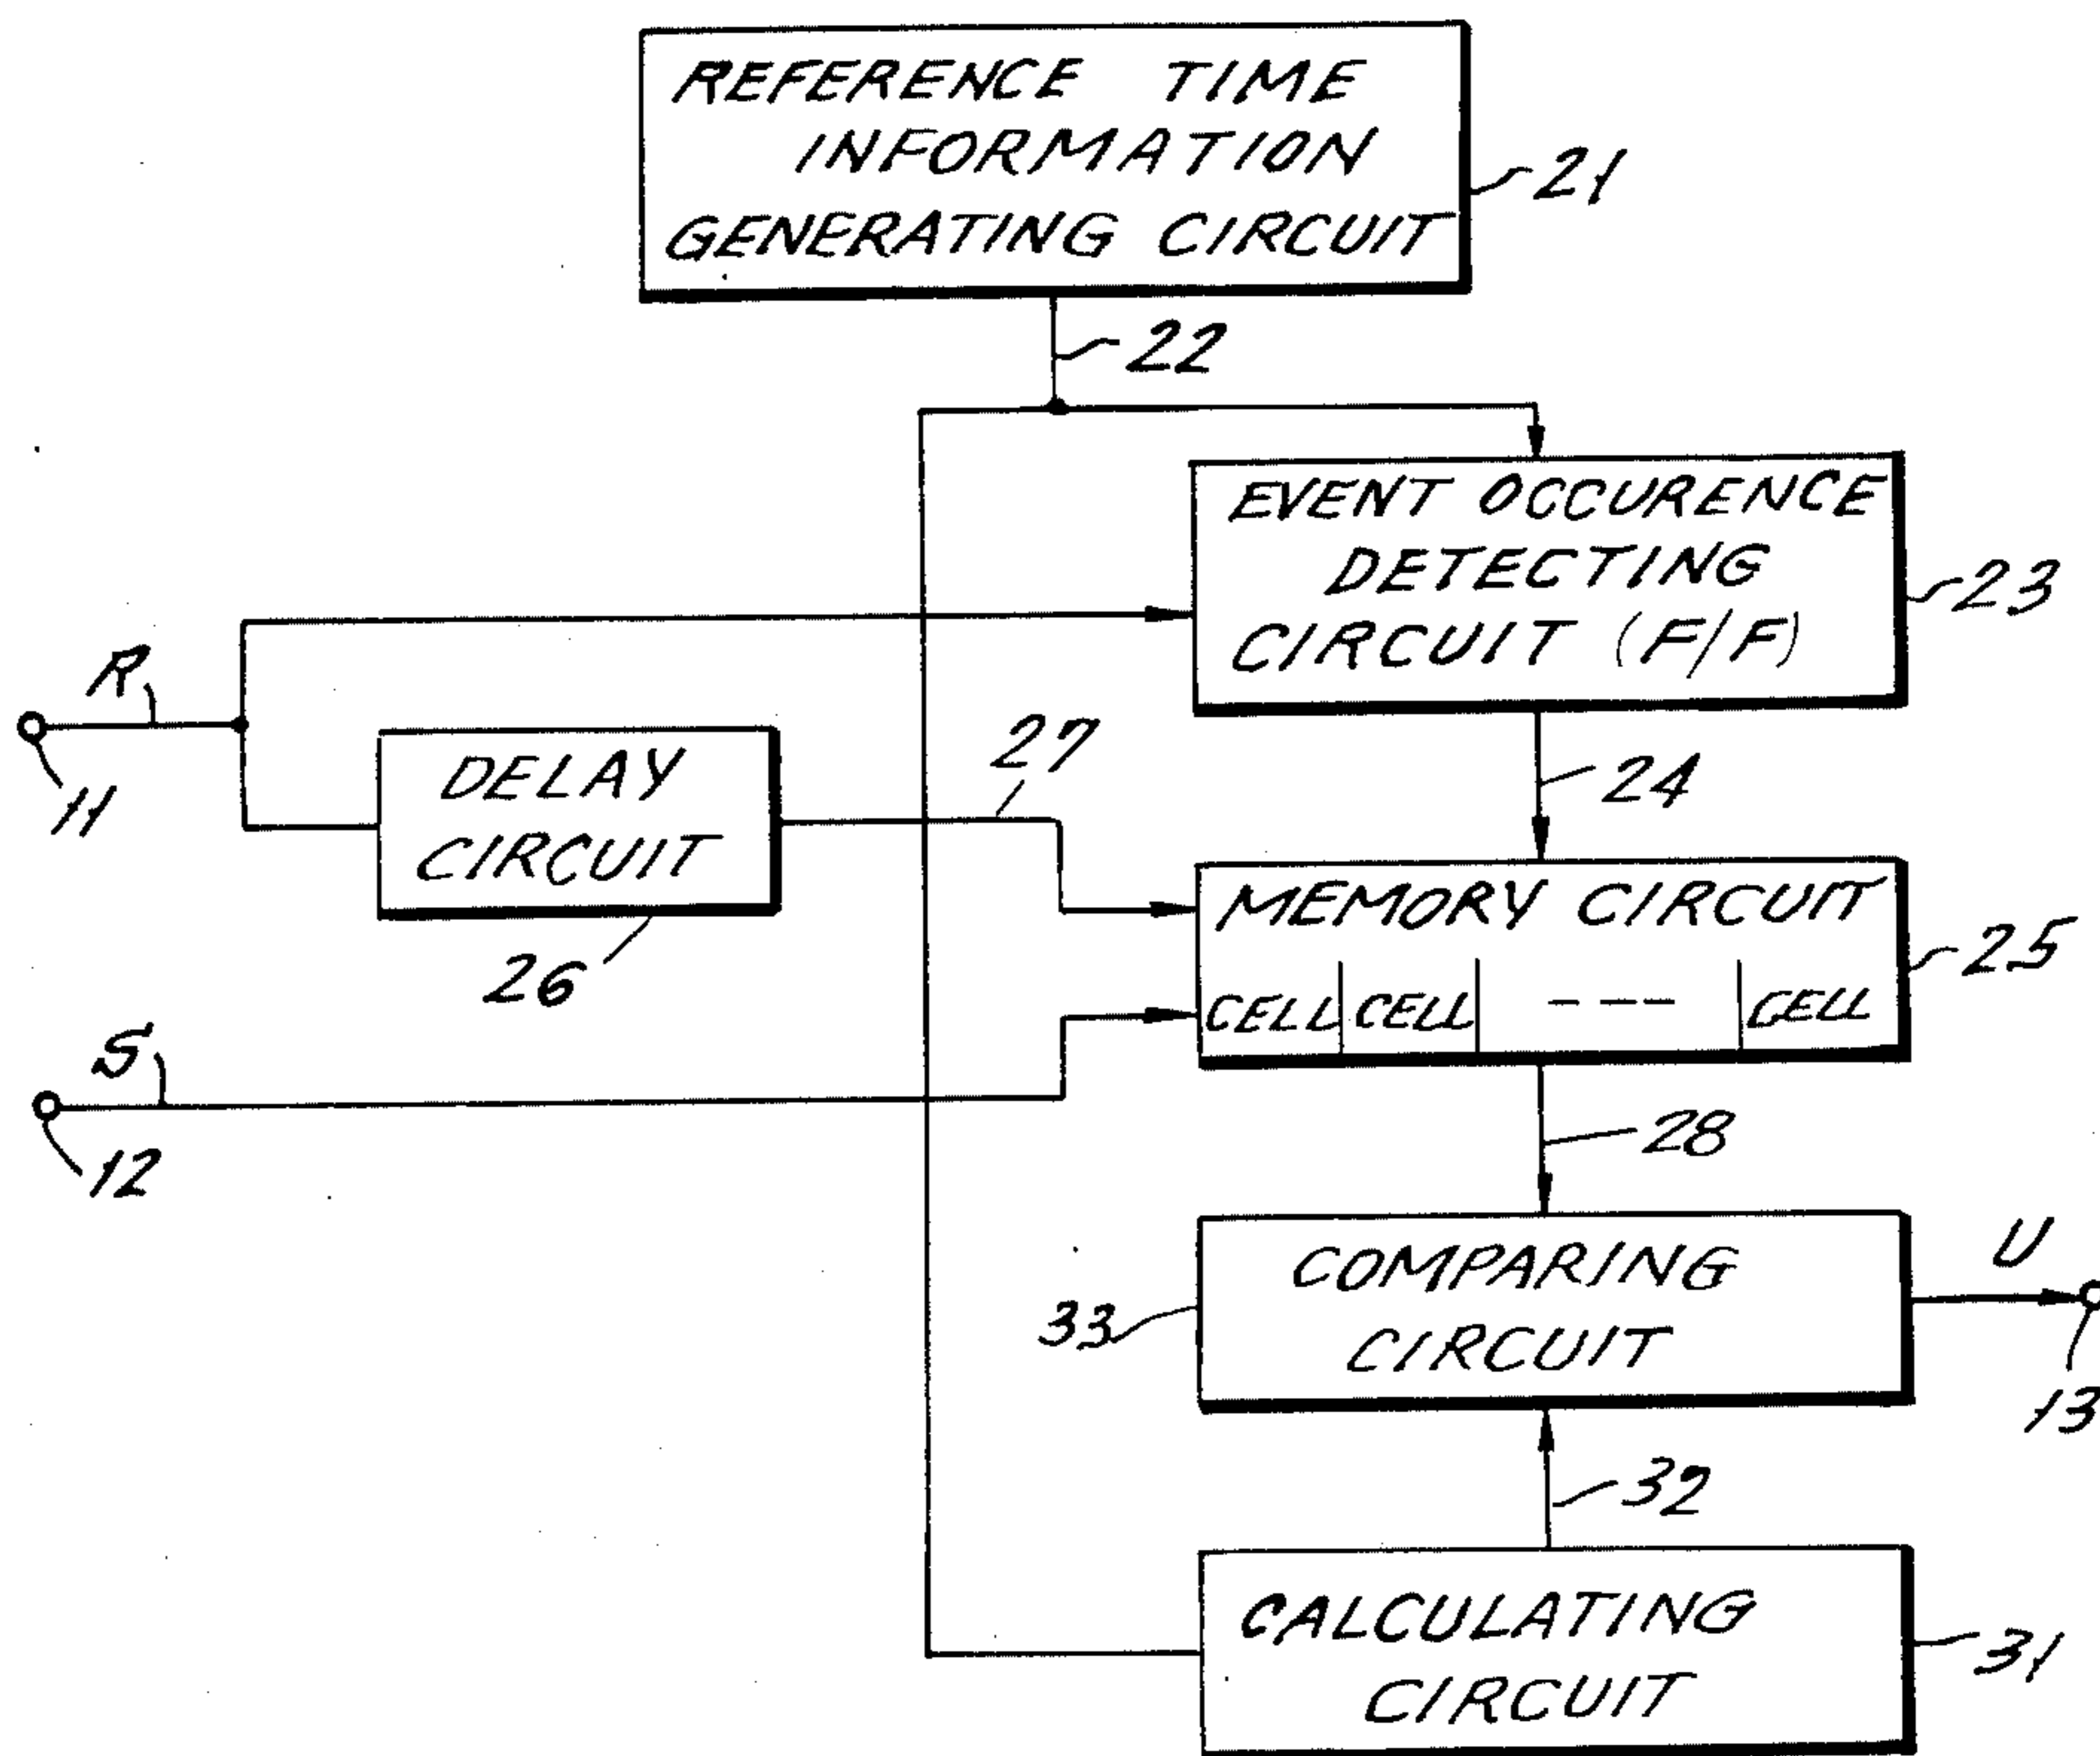 REFERENCE TIME
INFORMATION
GENERATING CIRCUIT
21
22
EVENT OCCURENCE
DETECTING
CIRCUIT (F/F)
23
R
11
DELAY
CIRCUIT
26
27
24
MEMORY CIRCUIT
CELL CELL --- CELL
25
S
12
28
COMPARING
CIRCUIT
33
U
13
32
CALCULATING
CIRCUIT
31